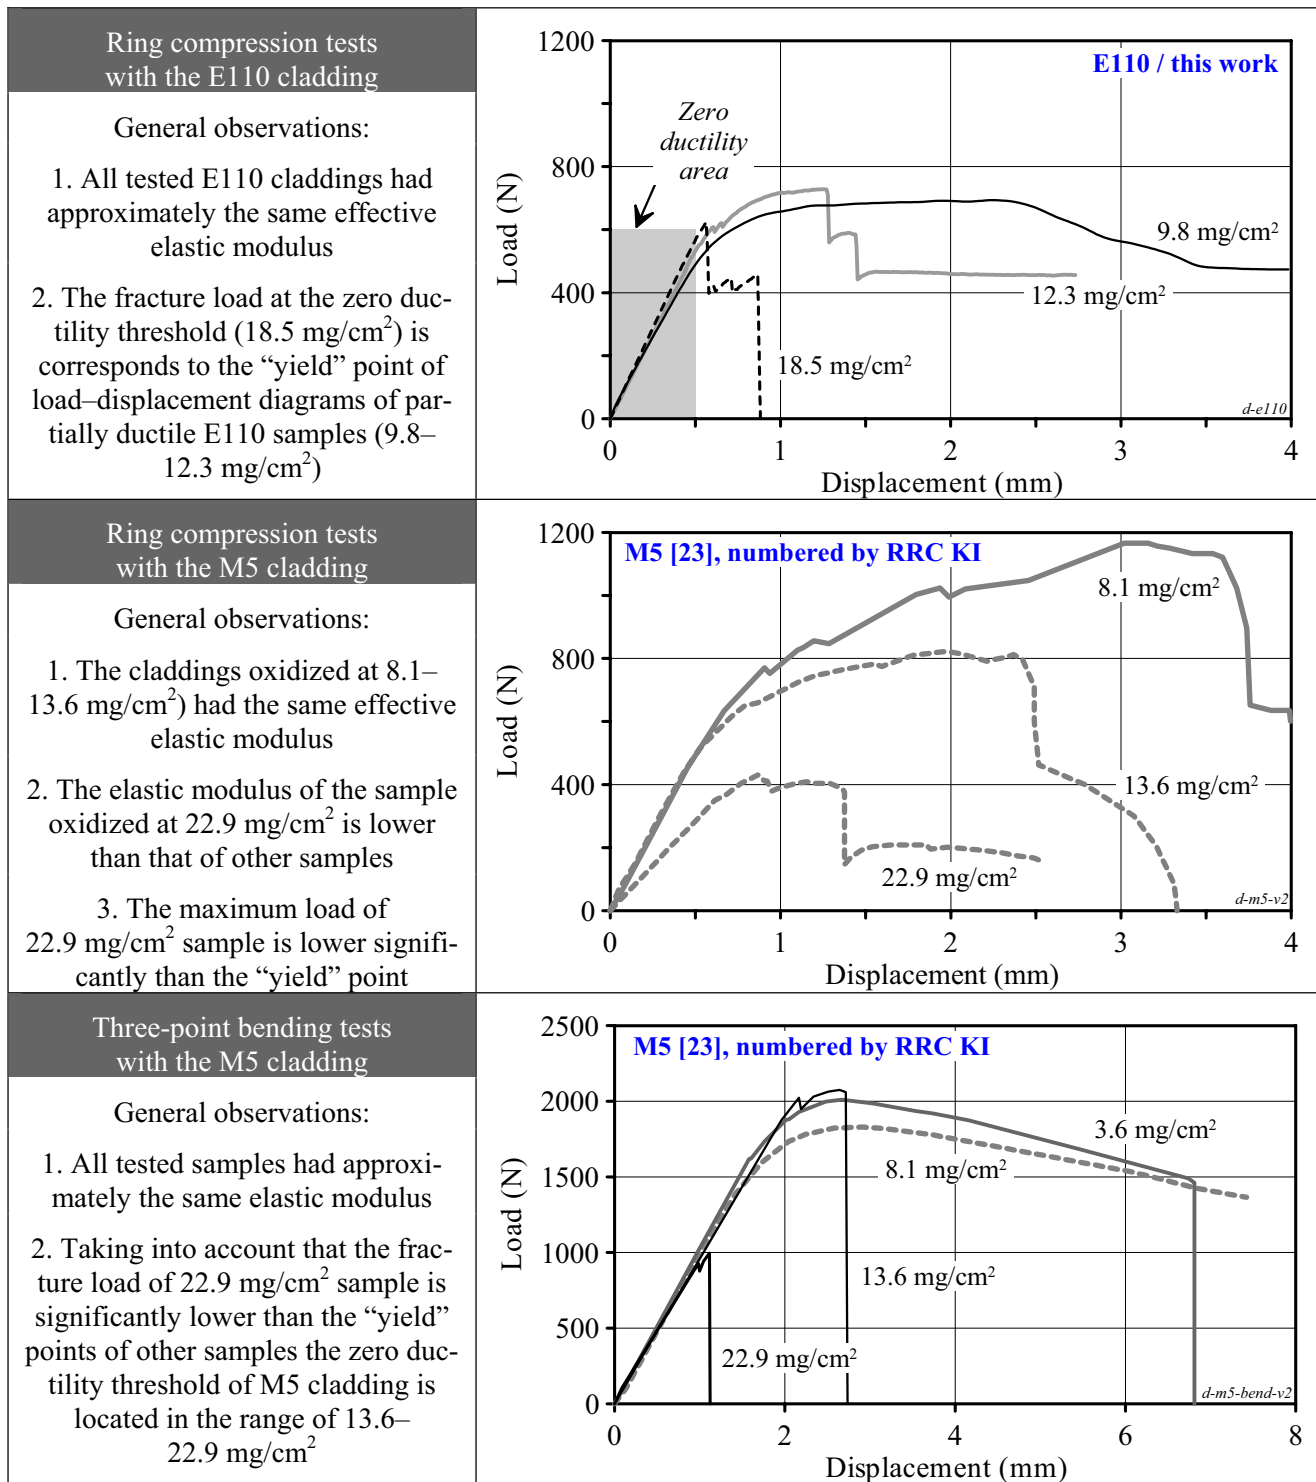 Ring compression tests
with the E110 cladding
General observations:
1. All tested E110 claddings had
approximately the same effective
elastic modulus
2. The fracture load at the zero duc-
tility threshold (18.5 mg/cm²) is
corresponds to the “yield” point of
load–displacement diagrams of par-
tially ductile E110 samples (9.8–
12.3 mg/cm²)
1200
800
400
0
Load (N)
E110 / this work
Zero
ductility
area
9.8 mg/cm²
12.3 mg/cm²
18.5 mg/cm²
d-e110
0 1 2 3 4
Displacement (mm)
Ring compression tests
with the M5 cladding
General observations:
1. The claddings oxidized at 8.1–
13.6 mg/cm²) had the same effective
elastic modulus
2. The elastic modulus of the sample
oxidized at 22.9 mg/cm² is lower
than that of other samples
3. The maximum load of
22.9 mg/cm² sample is lower signifi-
cantly than the “yield” point
1200
800
400
0
Load (N)
M5 [23], numbered by RRC KI
8.1 mg/cm²
13.6 mg/cm²
22.9 mg/cm²
d-m5-v2
0 1 2 3 4
Displacement (mm)
Three-point bending tests
with the M5 cladding
General observations:
1. All tested samples had approxi-
mately the same elastic modulus
2. Taking into account that the frac-
ture load of 22.9 mg/cm² sample is
significantly lower than the “yield”
points of other samples the zero duc-
tility threshold of M5 cladding is
located in the range of 13.6–
22.9 mg/cm²
2500
2000
1500
1000
500
0
Load (N)
M5 [23], numbered by RRC KI
3.6 mg/cm²
8.1 mg/cm²
13.6 mg/cm²
22.9 mg/cm²
d-m5-bend-v2
0 2 4 6 8
Displacement (mm)